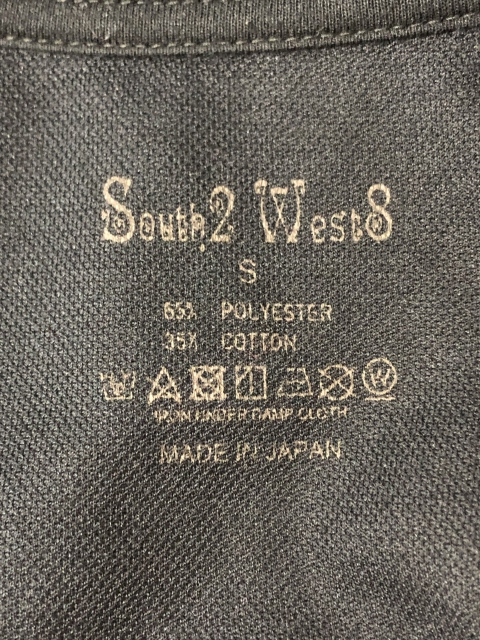 South2 West8
S
65% POLYESTER
35% COTTON
W
IRON UNDER DAMP CLOTH
MADE IN JAPAN